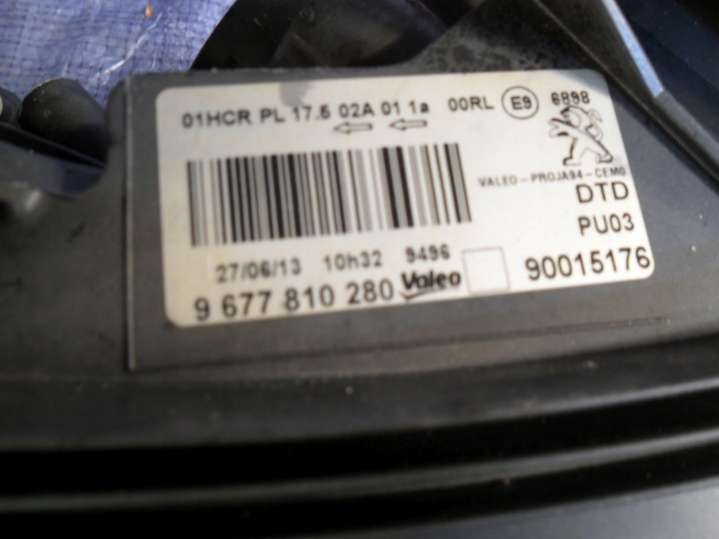 01HCR PL 17.5 02A 01 1a 00RL E9 6898
VALEO-PROJA94-CEM0
DTD
PU03
27/06/13 10h32 9496
9 677 810 280 Valeo 90015176